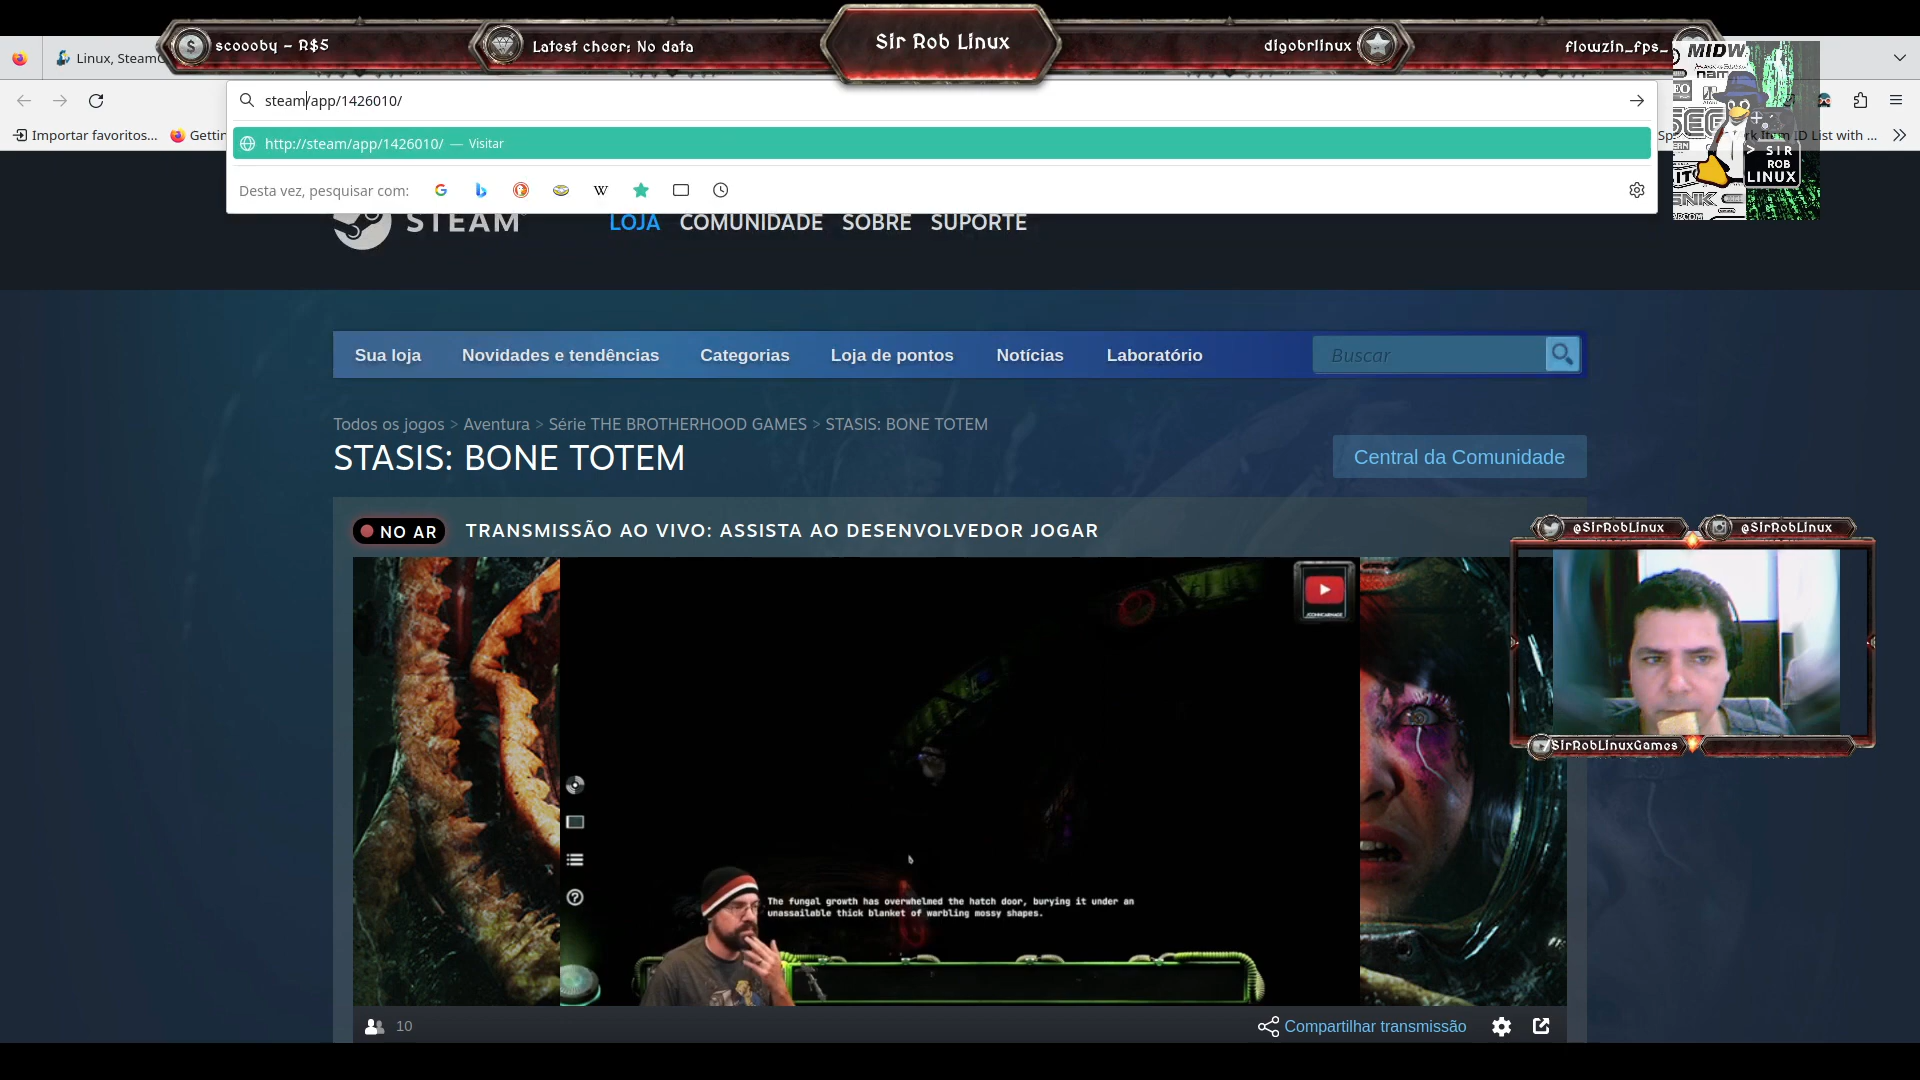 scoooby - R$5
Latest cheer: No data
Sir Rob Linux
digobrlinux
flowzin_fps_
Linux, SteamO
MIDW
steam/app/1426010/
Importar favoritos...
http://steam/app/1426010/ — Visitar
Desta vez, pesquisar com:
> SIR
ROB
LINUX
STEAM
LOJA COMUNIDADE SOBRE SUPORTE
Sua loja Novidades e tendências Categorias Loja de pontos Notícias Laboratório
Buscar
Todos os jogos > Aventura > Série THE BROTHERHOOD GAMES > STASIS: BONE TOTEM
STASIS: BONE TOTEM
Central da Comunidade
NO AR
TRANSMISSÃO AO VIVO: ASSISTA AO DESENVOLVEDOR JOGAR
@SirRobLinux
@SirRobLinux
SirRobLinuxGames
The fungal growth has overwhelmed the hatch door, burying it under an
unassailable thick blanket of warbling mossy shapes.
10
Compartilhar transmissão